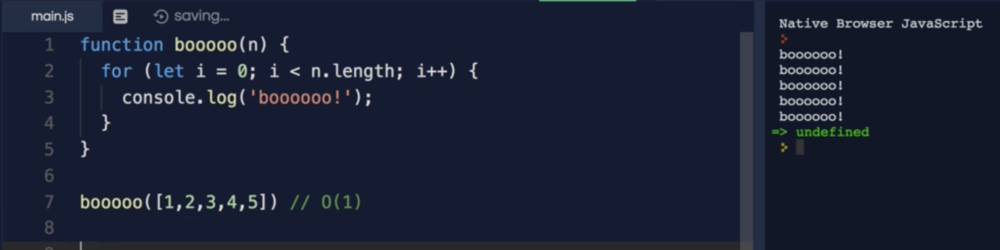 main.js saving...
1 function booooo(n) {
2 for (let i = 0; i < n.length; i++) {
3 console.log('boooooo!');
4 }
5 }
6
7 booooo([1,2,3,4,5]) // O(1)
8
Native Browser JavaScript
boooooo!
boooooo!
boooooo!
boooooo!
boooooo!
=> undefined